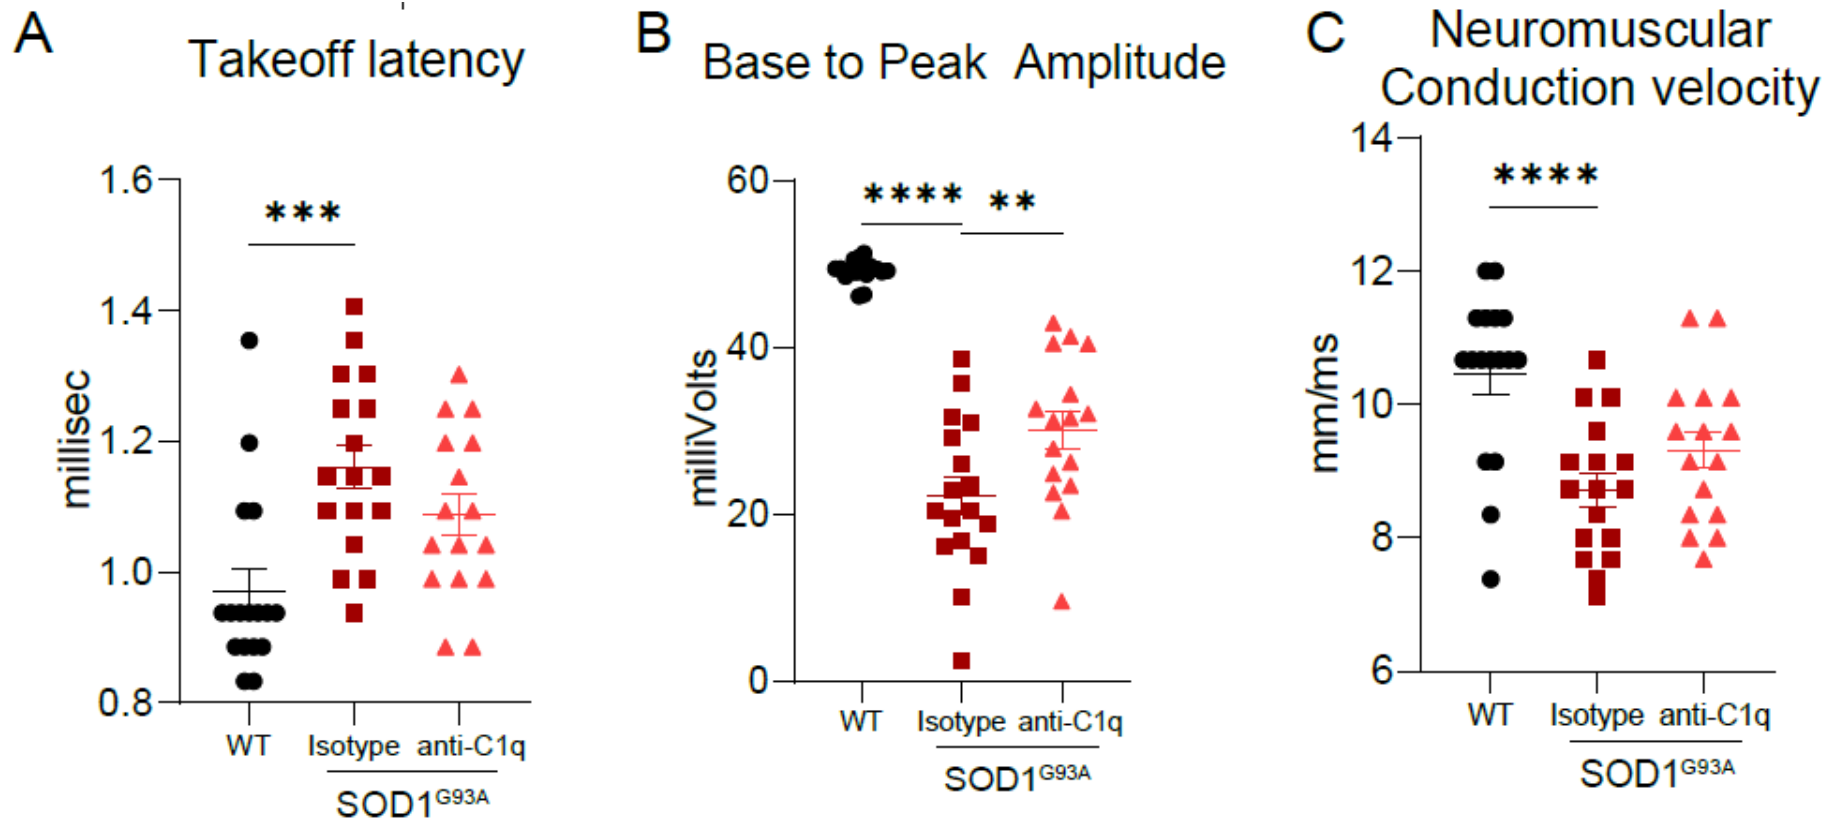 A
Takeoff latency
millisec
1.6
1.4
1.2
1.0
0.8
***
WT
Isotype
anti-C1q
SOD1G93A
B
Base to Peak Amplitude
milliVolts
60
40
20
0
****
**
WT
Isotype
anti-C1q
SOD1G93A
C
Neuromuscular
Conduction velocity
mm/ms
14
12
10
8
6
****
WT
Isotype
anti-C1q
SOD1G93A